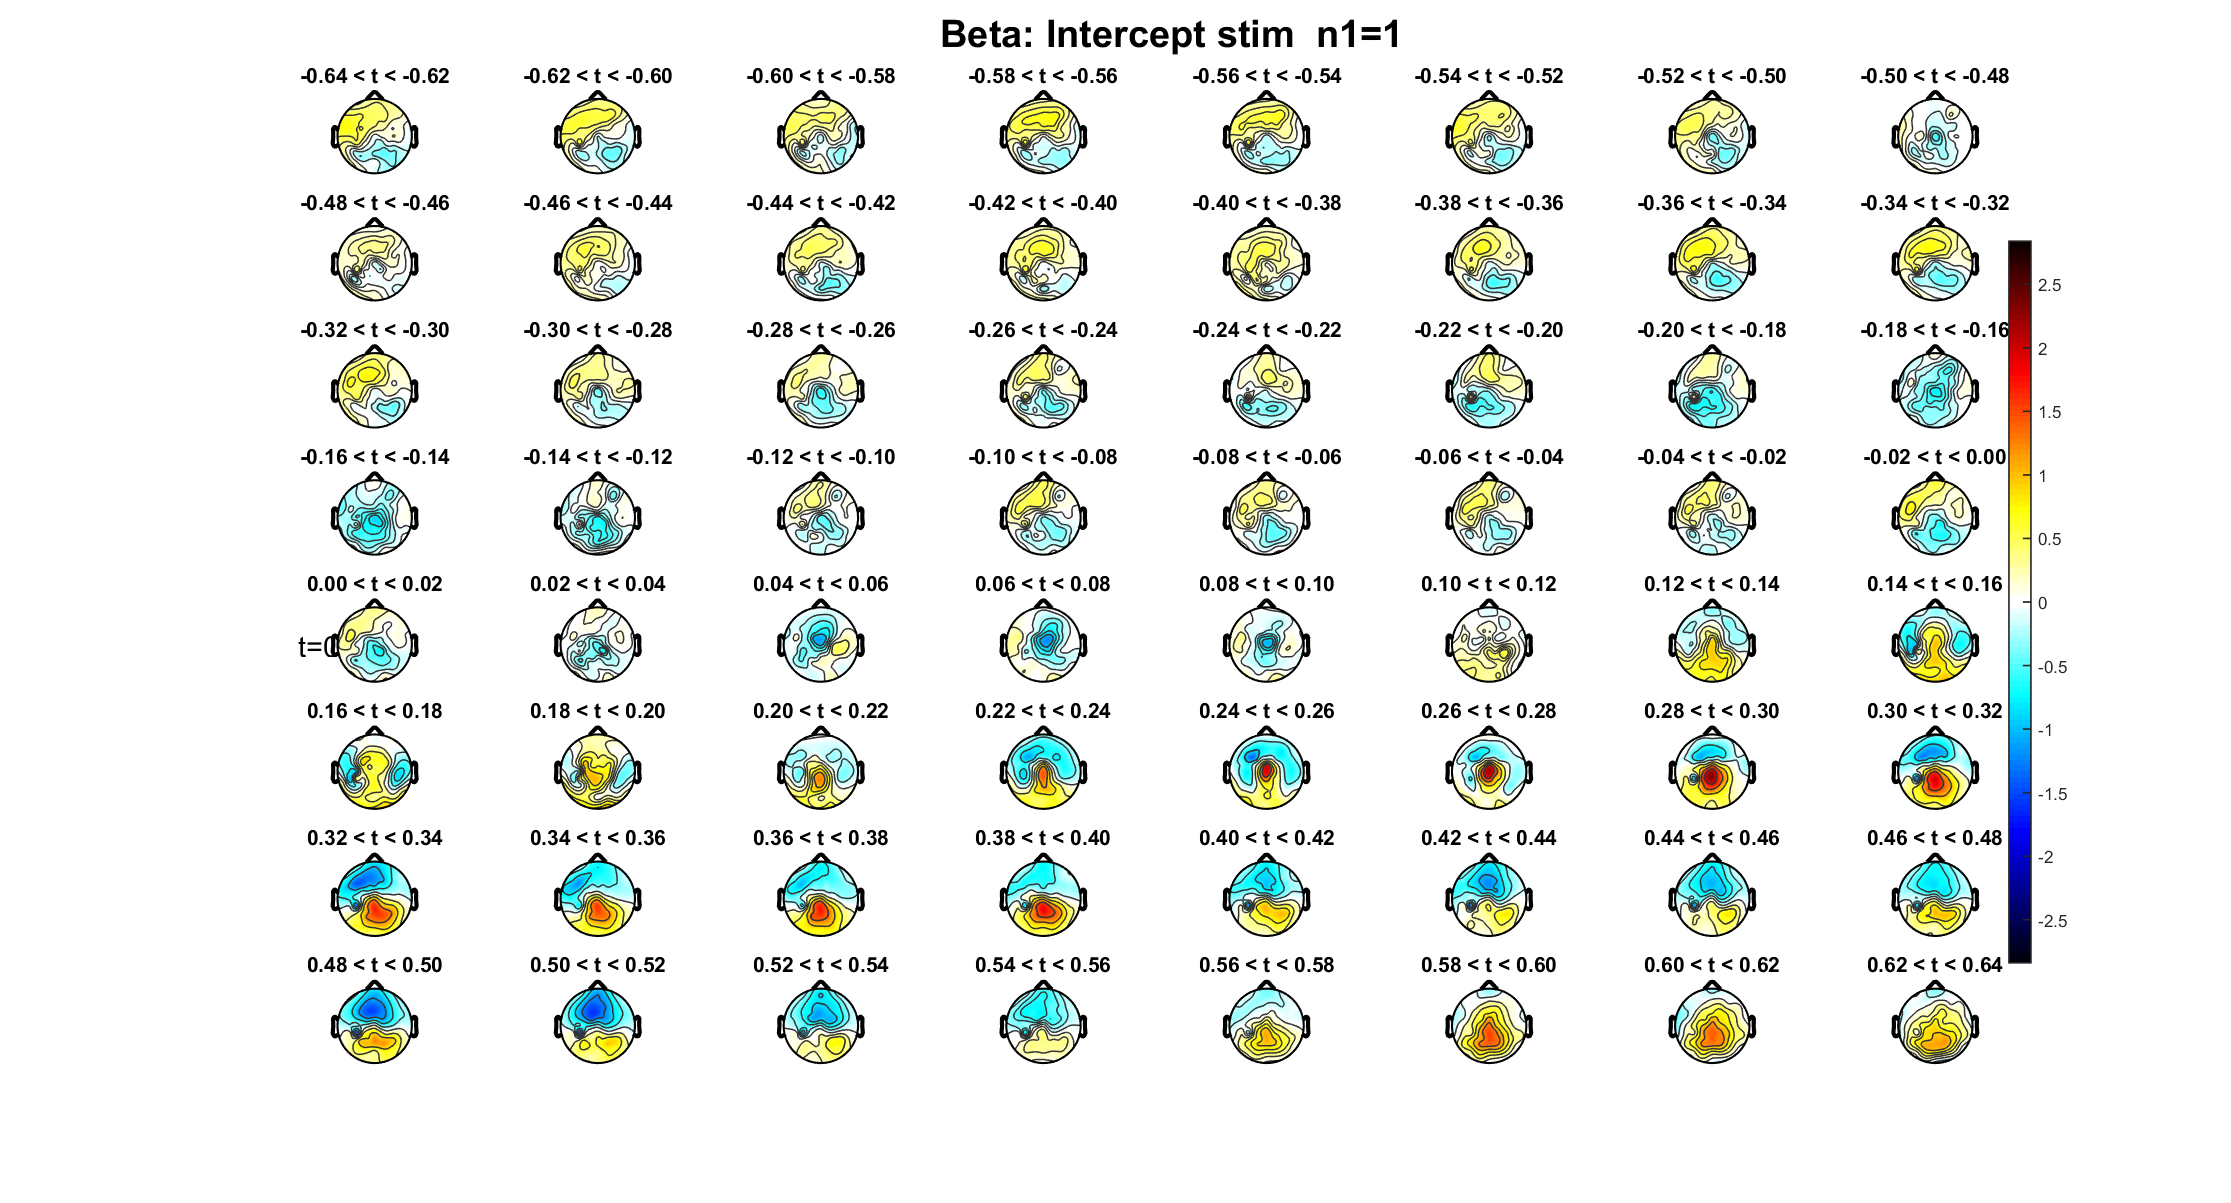 Beta: Intercept stim  n1=1
-0.64 < t < -0.62
-0.62 < t < -0.60
-0.60 < t < -0.58
-0.58 < t < -0.56
-0.56 < t < -0.54
-0.54 < t < -0.52
-0.52 < t < -0.50
-0.50 < t < -0.48
-0.48 < t < -0.46
-0.46 < t < -0.44
-0.44 < t < -0.42
-0.42 < t < -0.40
-0.40 < t < -0.38
-0.38 < t < -0.36
-0.36 < t < -0.34
-0.34 < t < -0.32
-0.32 < t < -0.30
-0.30 < t < -0.28
-0.28 < t < -0.26
-0.26 < t < -0.24
-0.24 < t < -0.22
-0.22 < t < -0.20
-0.20 < t < -0.18
-0.18 < t < -0.16
-0.16 < t < -0.14
-0.14 < t < -0.12
-0.12 < t < -0.10
-0.10 < t < -0.08
-0.08 < t < -0.06
-0.06 < t < -0.04
-0.04 < t < -0.02
-0.02 < t < 0.00
0.00 < t < 0.02
0.02 < t < 0.04
0.04 < t < 0.06
0.06 < t < 0.08
0.08 < t < 0.10
0.10 < t < 0.12
0.12 < t < 0.14
0.14 < t < 0.16
t=0
0.16 < t < 0.18
0.18 < t < 0.20
0.20 < t < 0.22
0.22 < t < 0.24
0.24 < t < 0.26
0.26 < t < 0.28
0.28 < t < 0.30
0.30 < t < 0.32
0.32 < t < 0.34
0.34 < t < 0.36
0.36 < t < 0.38
0.38 < t < 0.40
0.40 < t < 0.42
0.42 < t < 0.44
0.44 < t < 0.46
0.46 < t < 0.48
0.48 < t < 0.50
0.50 < t < 0.52
0.52 < t < 0.54
0.54 < t < 0.56
0.56 < t < 0.58
0.58 < t < 0.60
0.60 < t < 0.62
0.62 < t < 0.64
2.5
2
1.5
1
0.5
0
-0.5
-1
-1.5
-2
-2.5